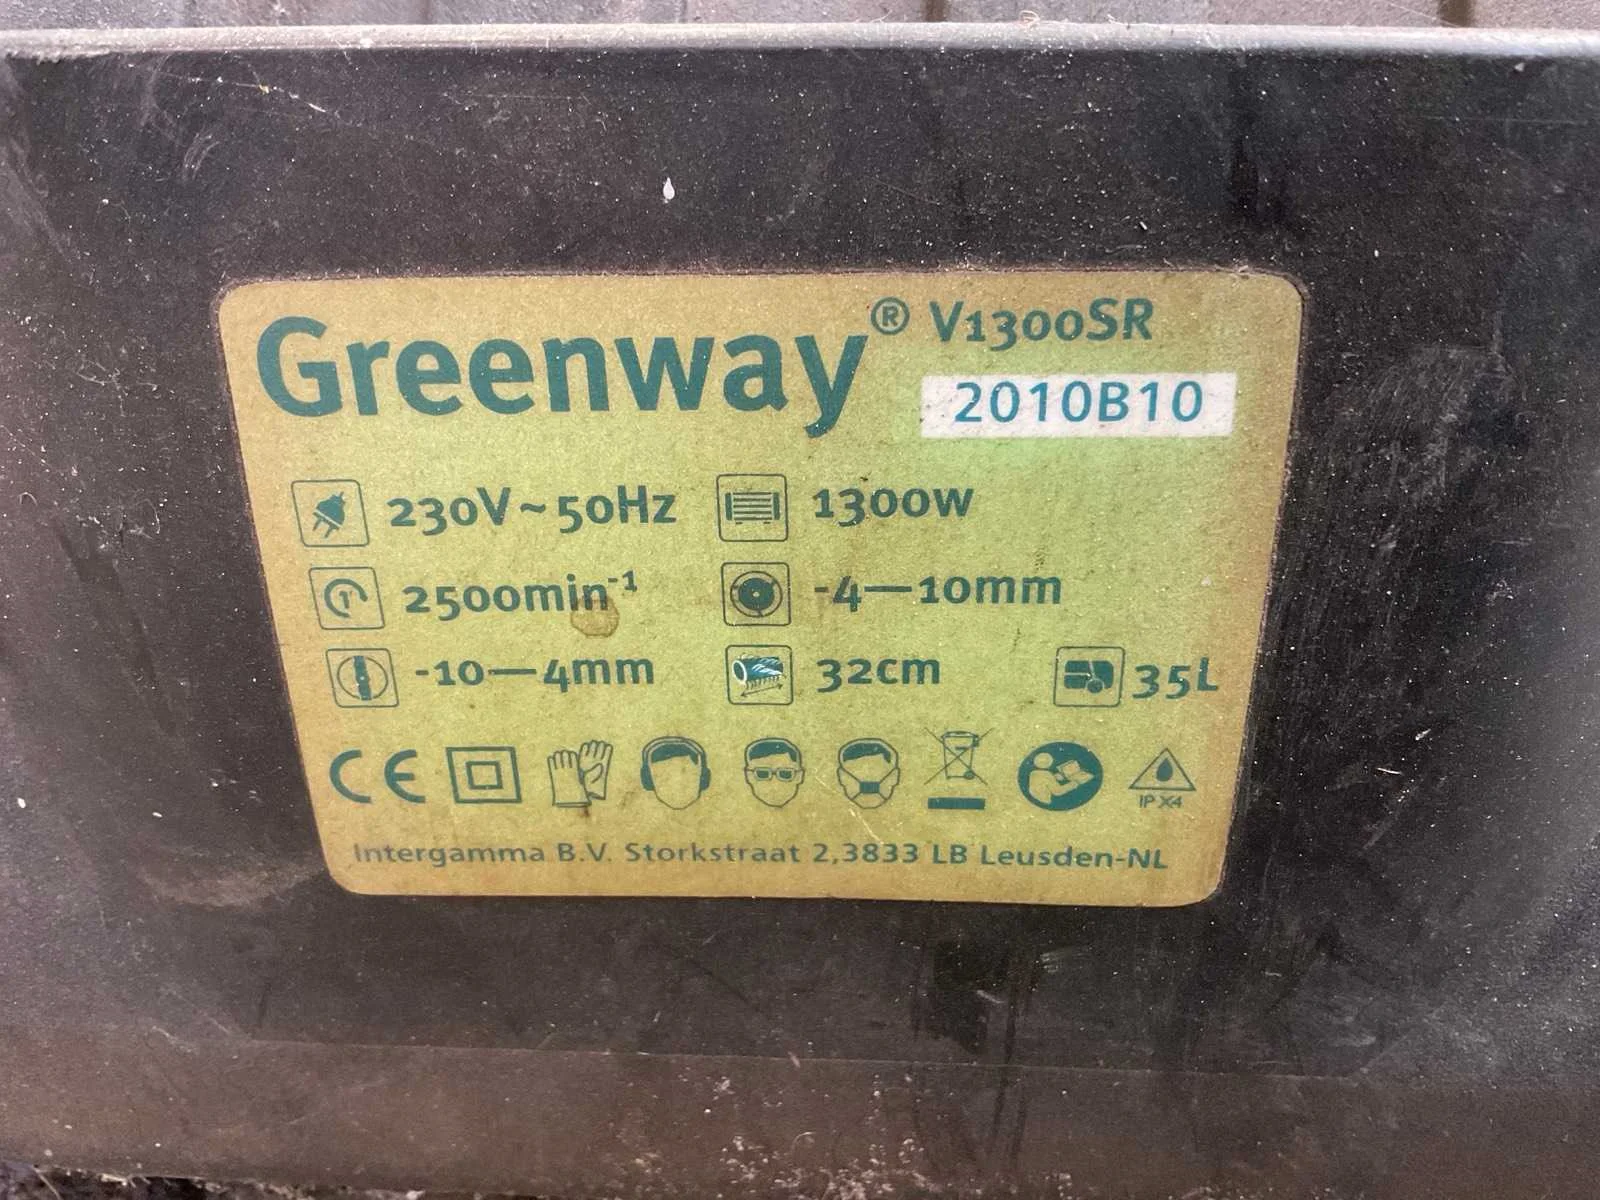 Greenway® V1300SR
2010B10
230V~50Hz 1300W
2500min-¹ -4—10mm
-10—4mm 32cm 35L
CE IPX4
Intergamma B.V. Storkstraat 2,3833 LB Leusden-NL